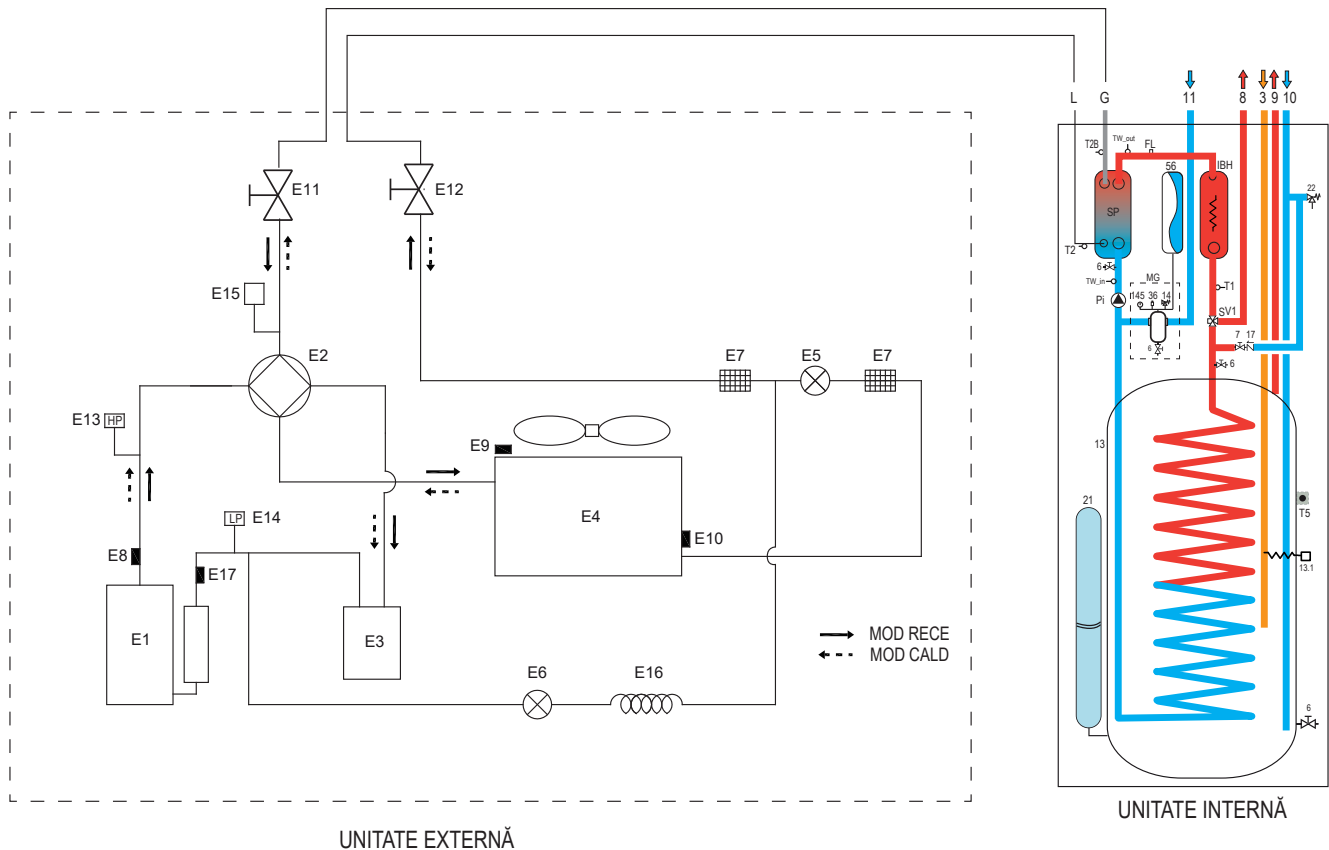 L G 11 8 3 9 10
T2B
TW_out
FL
56
IBH
22
E11
E12
SP
T2
6
TW_in
MG
T1
E15
145 36 14
Pi
SV1
E2
7 17
E7
E5
E7
6
6
E13
HP
E9
13
E14
LP
E4
21
T5
E8
E10
E17
13.1
E1
E3
MOD RECE
MOD CALD
E6
E16
6
UNITATE INTERNĂ
UNITATE EXTERNĂ